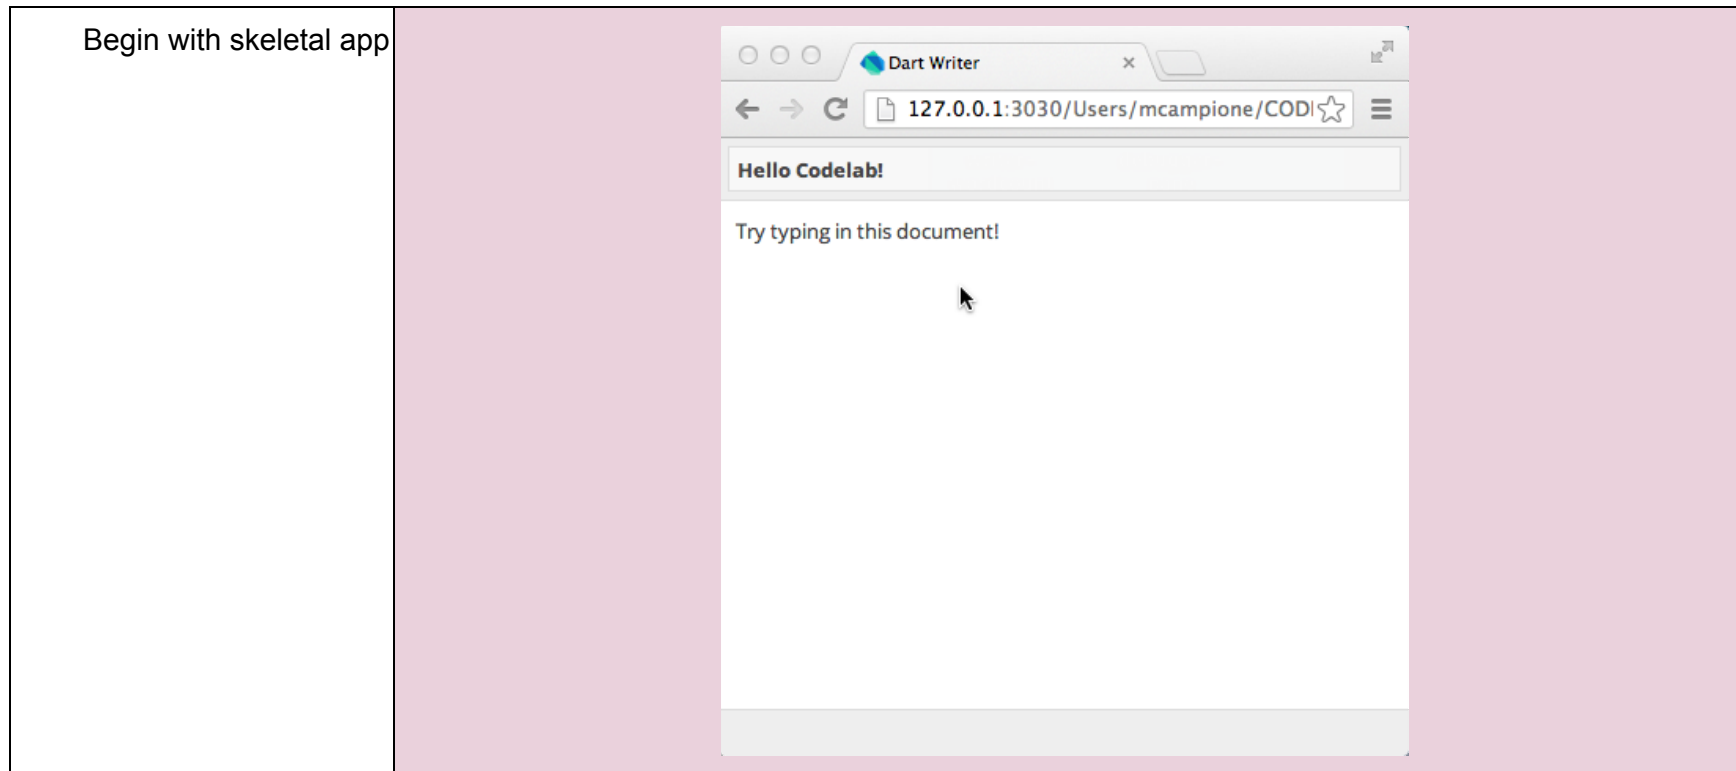 Begin with skeletal app
Dart Writer
127.0.0.1:3030/Users/mcampione/COD
Hello Codelab!
Try typing in this document!